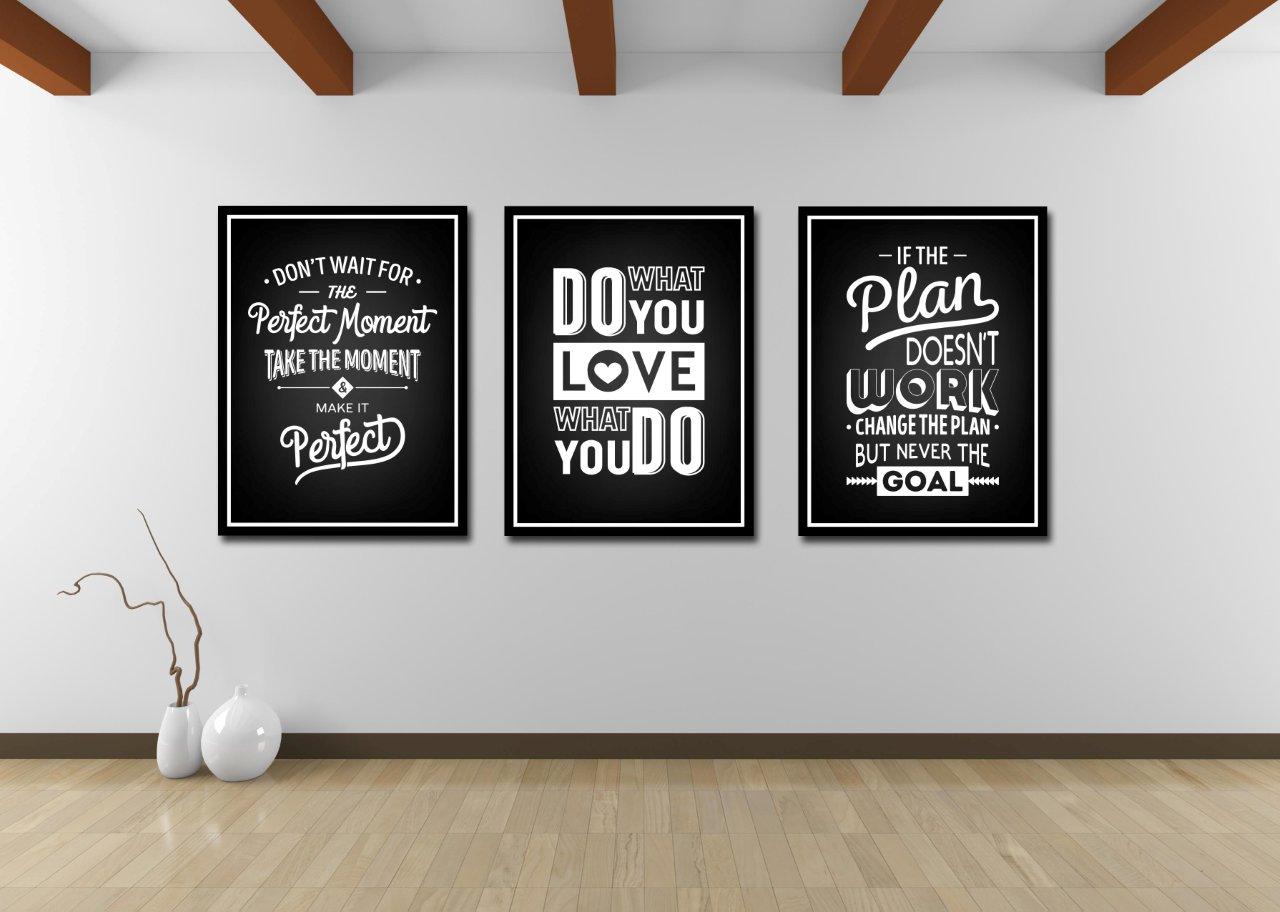 • DON'T WAIT FOR •
— THE —
Perfect Moment
TAKE THE MOMENT
&
MAKE IT
Perfect
DO WHAT
YOU
LOVE
WHAT
YOU DO
— IF THE —
Plan
DOESN'T
WORK
• CHANGE THE PLAN •
BUT NEVER THE
GOAL